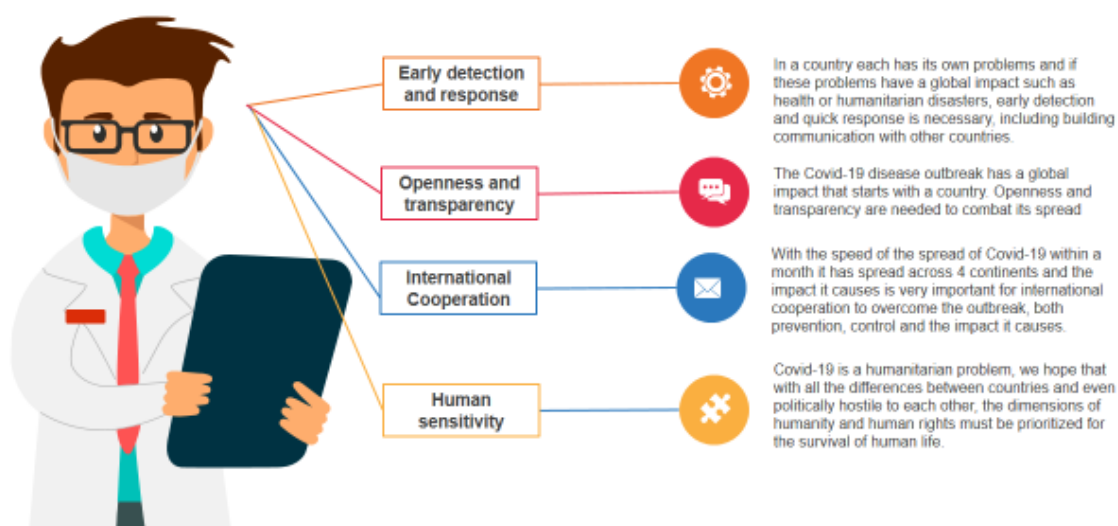 Early detection
and response
In a country each has its own problems and if
these problems have a global impact such as
health or humanitarian disasters, early detection
and quick response is necessary, including building
communication with other countries.
Openness and
transparency
The Covid-19 disease outbreak has a global
impact that starts with a country. Openness and
transparency are needed to combat its spread
International
Cooperation
With the speed of the spread of Covid-19 within a
month it has spread across 4 continents and the
impact it causes is very important for international
cooperation to overcome the outbreak, both
prevention, control and the impact it causes.
Human
sensitivity
Covid-19 is a humanitarian problem, we hope that
with all the differences between countries and even
politically hostile to each other, the dimensions of
humanity and human rights must be prioritized for
the survival of human life.